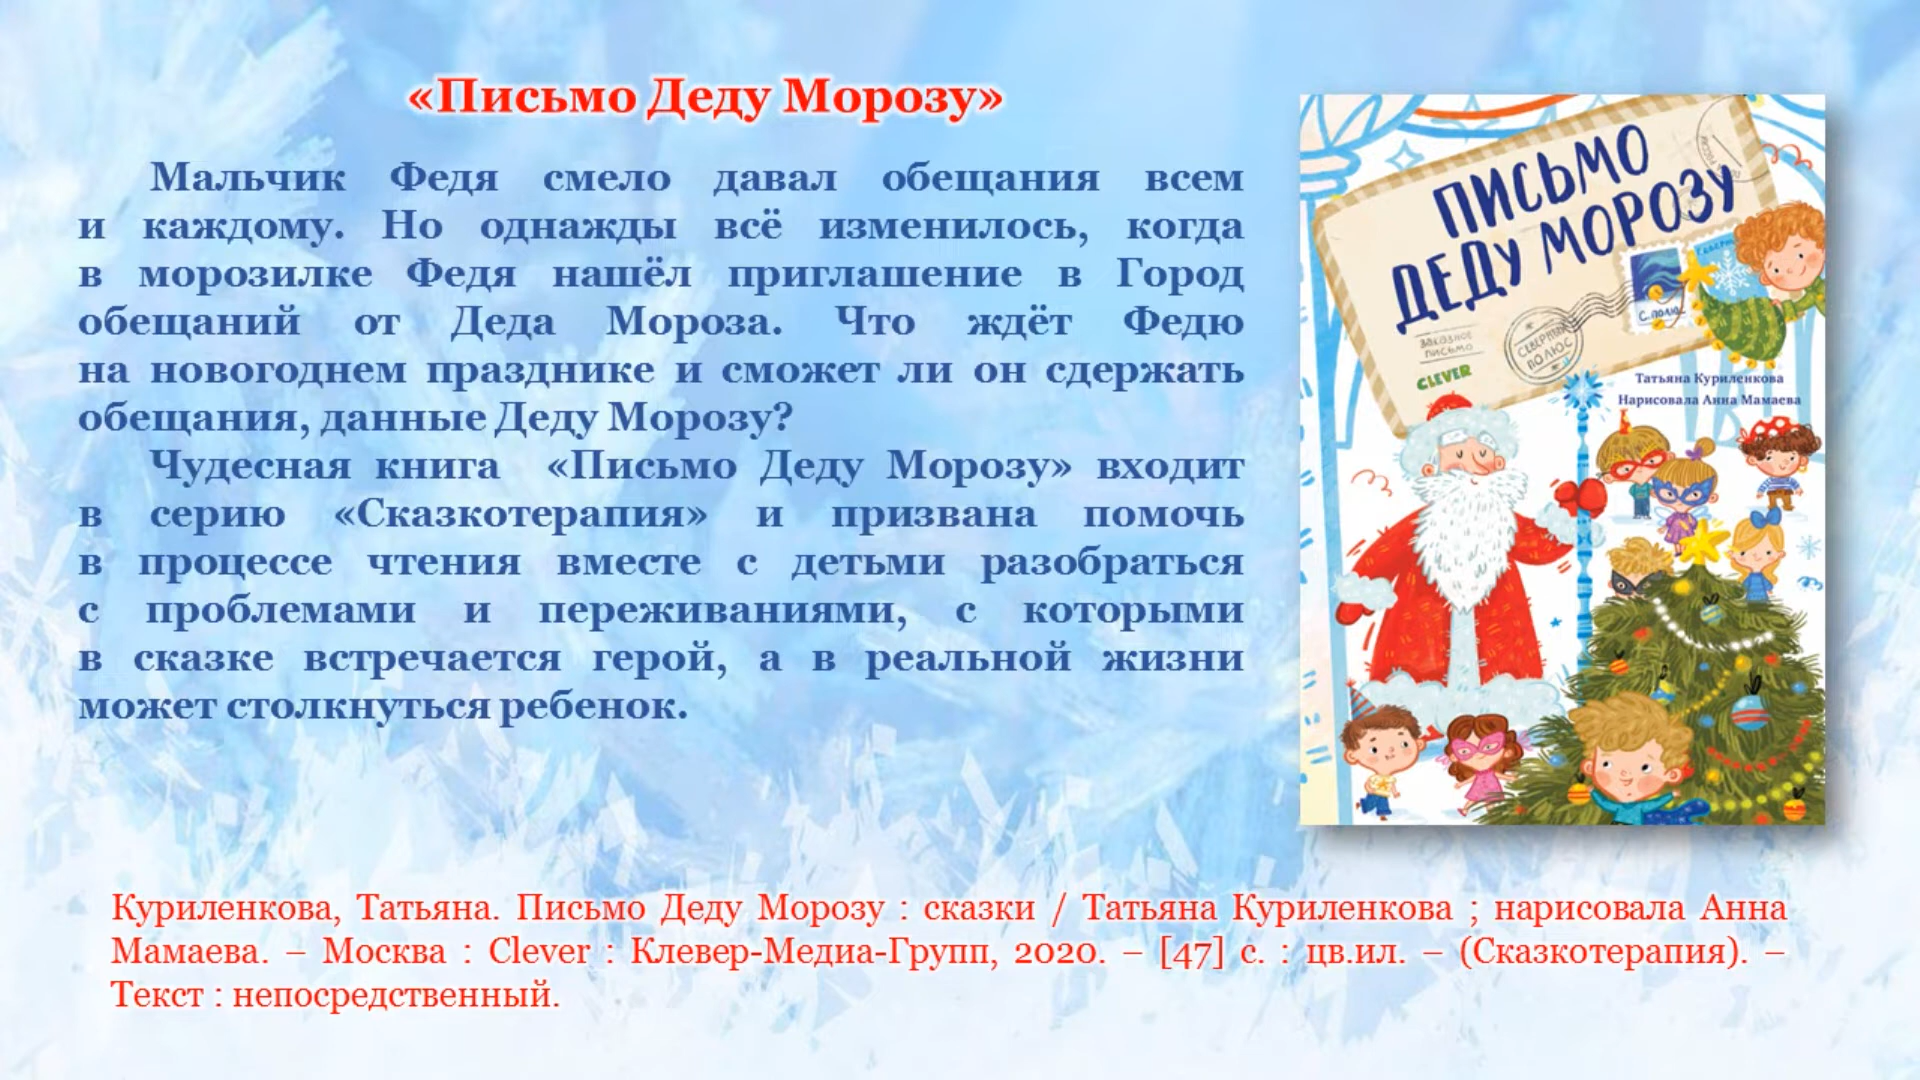 «Письмо Деду Морозу»
Мальчик Федя смело давал обещания всем
и каждому. Но однажды всё изменилось, когда
в морозилке Федя нашёл приглашение в Город
обещаний от Деда Мороза. Что ждёт Федю
на новогоднем празднике и сможет ли он сдержать
обещания, данные Деду Морозу?
Чудесная книга «Письмо Деду Морозу» входит
в серию «Сказкотерапия» и призвана помочь
в процессе чтения вместе с детьми разобраться
с проблемами и переживаниями, с которыми
в сказке встречается герой, а в реальной жизни
может столкнуться ребенок.
ПИСЬМО
ДЕДУ МОРОЗУ
С. ПОЛЮС
ЗАКАЗНОЕ
ПИСЬМО
СЕВЕРНЫЙ
ПОЛЮС
CLEVER
Татьяна Куриленкова
Нарисовала Анна Мамаева
Куриленкова, Татьяна. Письмо Деду Морозу : сказки / Татьяна Куриленкова ; нарисовала Анна
Мамаева. – Москва : Clever : Клевер-Медиа-Групп, 2020. – [47] с. : цв.ил. – (Сказкотерапия). –
Текст : непосредственный.